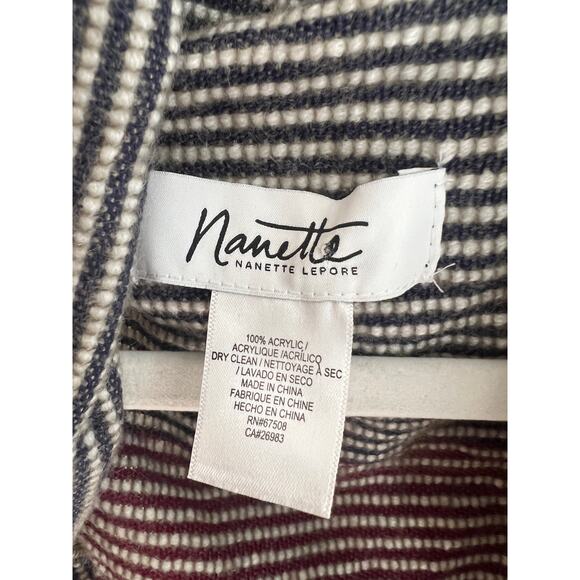 Nanette
NANETTE LEPORE
100% ACRYLIC /
ACRYLIQUE/ACRÍLICO
DRY CLEAN / NETTOYAGE À SEC
/ LAVADO EN SECO
MADE IN CHINA
FABRIQUE EN CHINE
HECHO EN CHINA
RN#67508
CA#26983